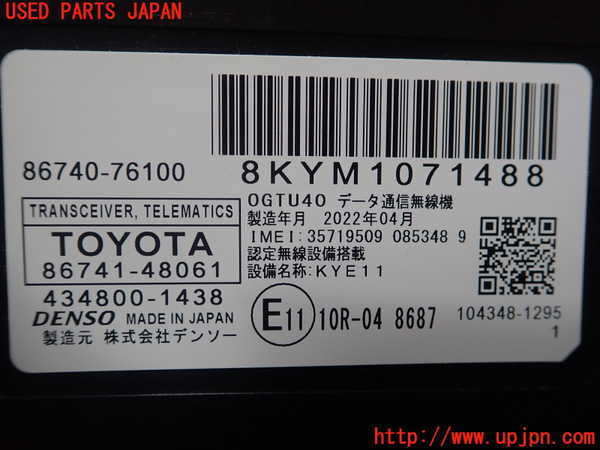 USED PARTS JAPAN
86740-76100
8KYM1071488
TRANSCEIVER, TELEMATICS
TOYOTA
86741-48061
434800-1438
DENSO MADE IN JAPAN
製造元 株式会社デンソー
0GTU40 データ通信無線機
製造年月 2022年04月
IMEI:35719509 085348 9
認定無線設備搭載
設備名称:KYE11
E11 10R-04 8687
104348-1295
1
http://www.upjpn.com/